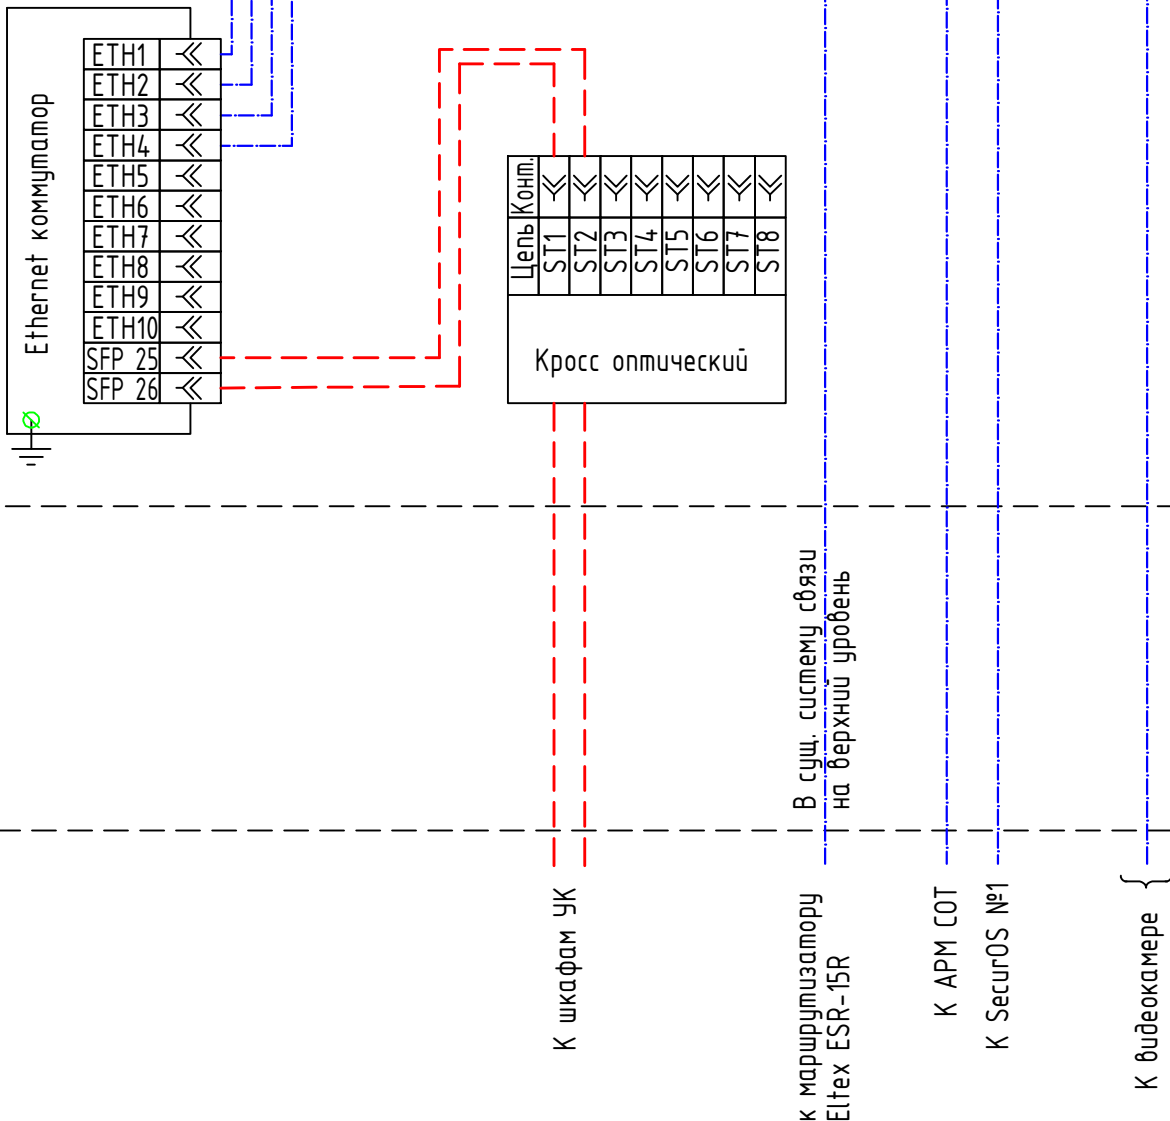 Ethernet коммутатор
ETH1
ETH2
ETH3
ETH4
ETH5
ETH6
ETH7
ETH8
ETH9
ETH10
SFP 25
SFP 26
Цепь
Конт.
ST1
ST2
ST3
ST4
ST5
ST6
ST7
ST8
Кросс оптический
В сущ. систему связи
на верхний уровень
К шкафам УК
к маршрутизатору
Eltex ESR-15R
К АРМ СОТ
К SecurOS №1
К видеокамере